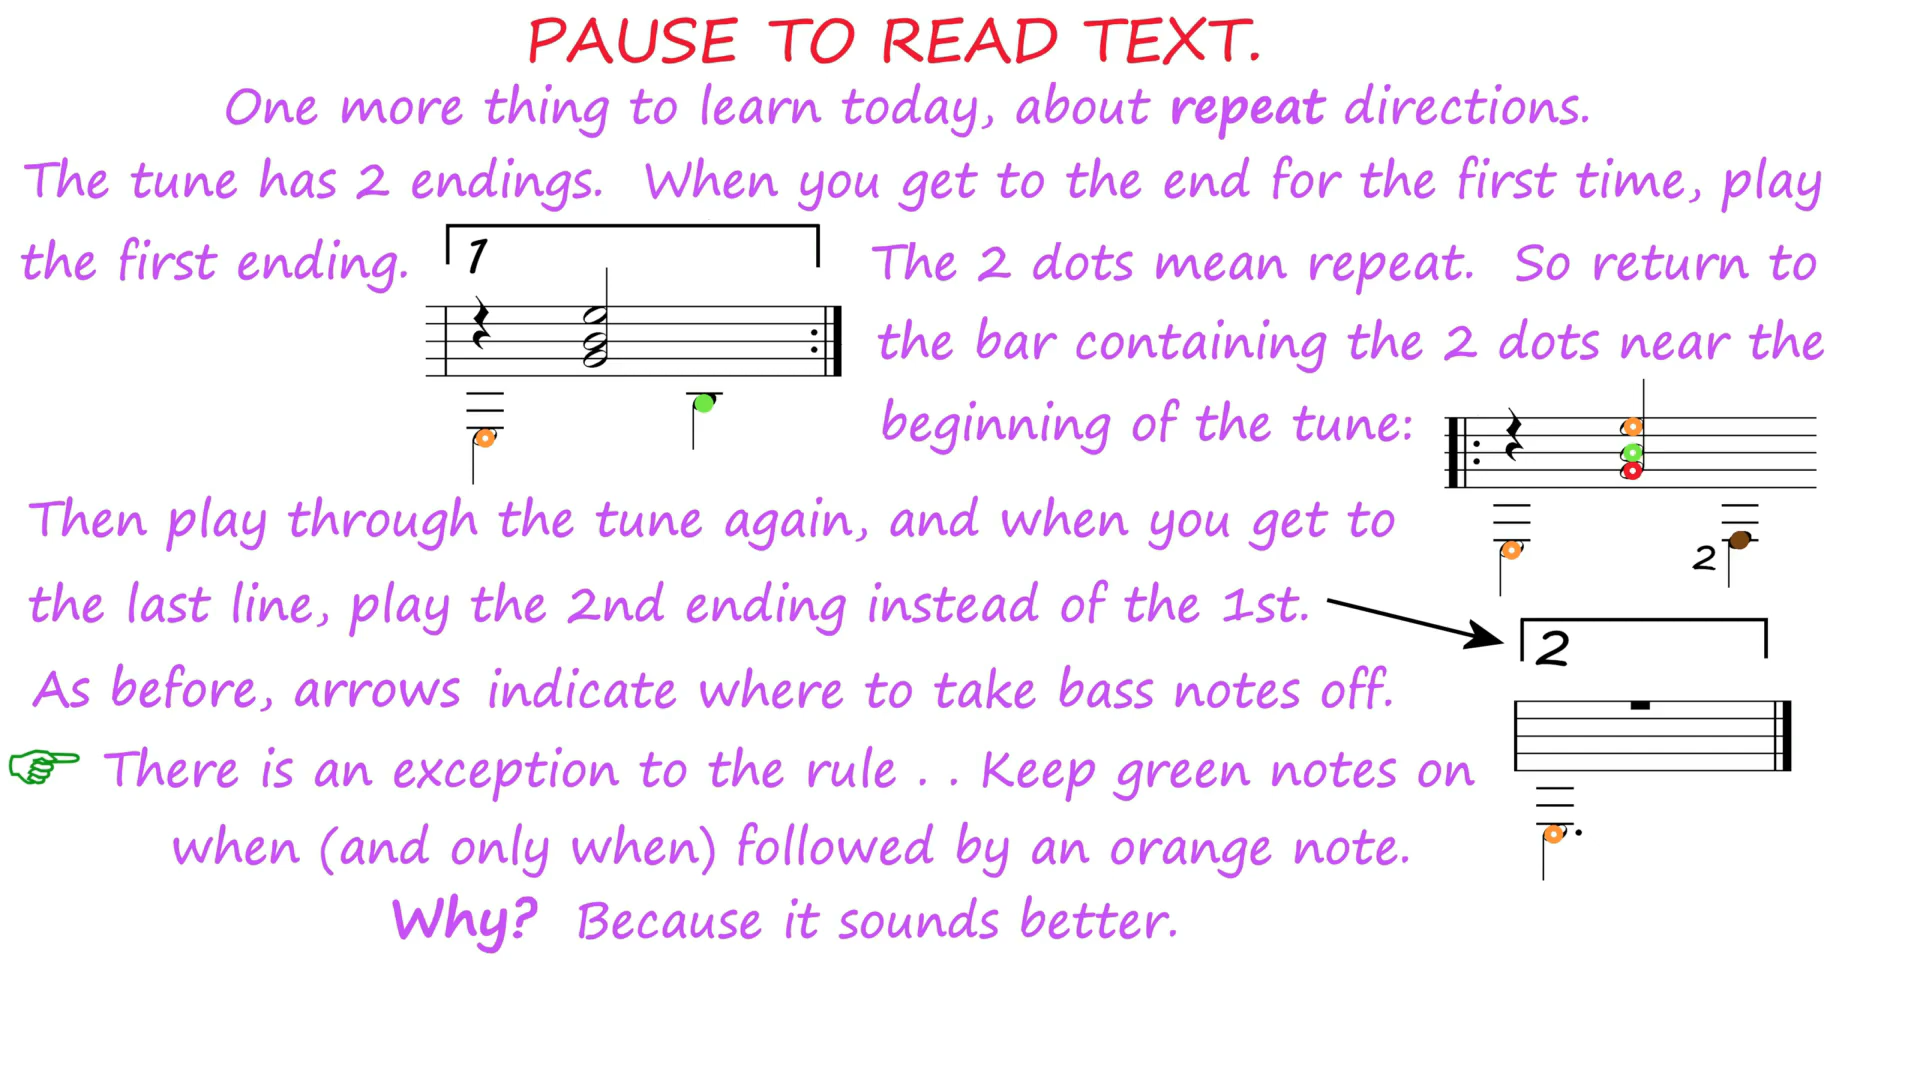 PAUSE TO READ TEXT.
One more thing to learn today, about repeat directions.
The tune has 2 endings. When you get to the end for the first time, play
the first ending.
1
The 2 dots mean repeat. So return to
the bar containing the 2 dots near the
beginning of the tune:
2
Then play through the tune again, and when you get to
the last line, play the 2nd ending instead of the 1st.
2
As before, arrows indicate where to take bass notes off.
There is an exception to the rule . . Keep green notes on
when (and only when) followed by an orange note.
Why? Because it sounds better.